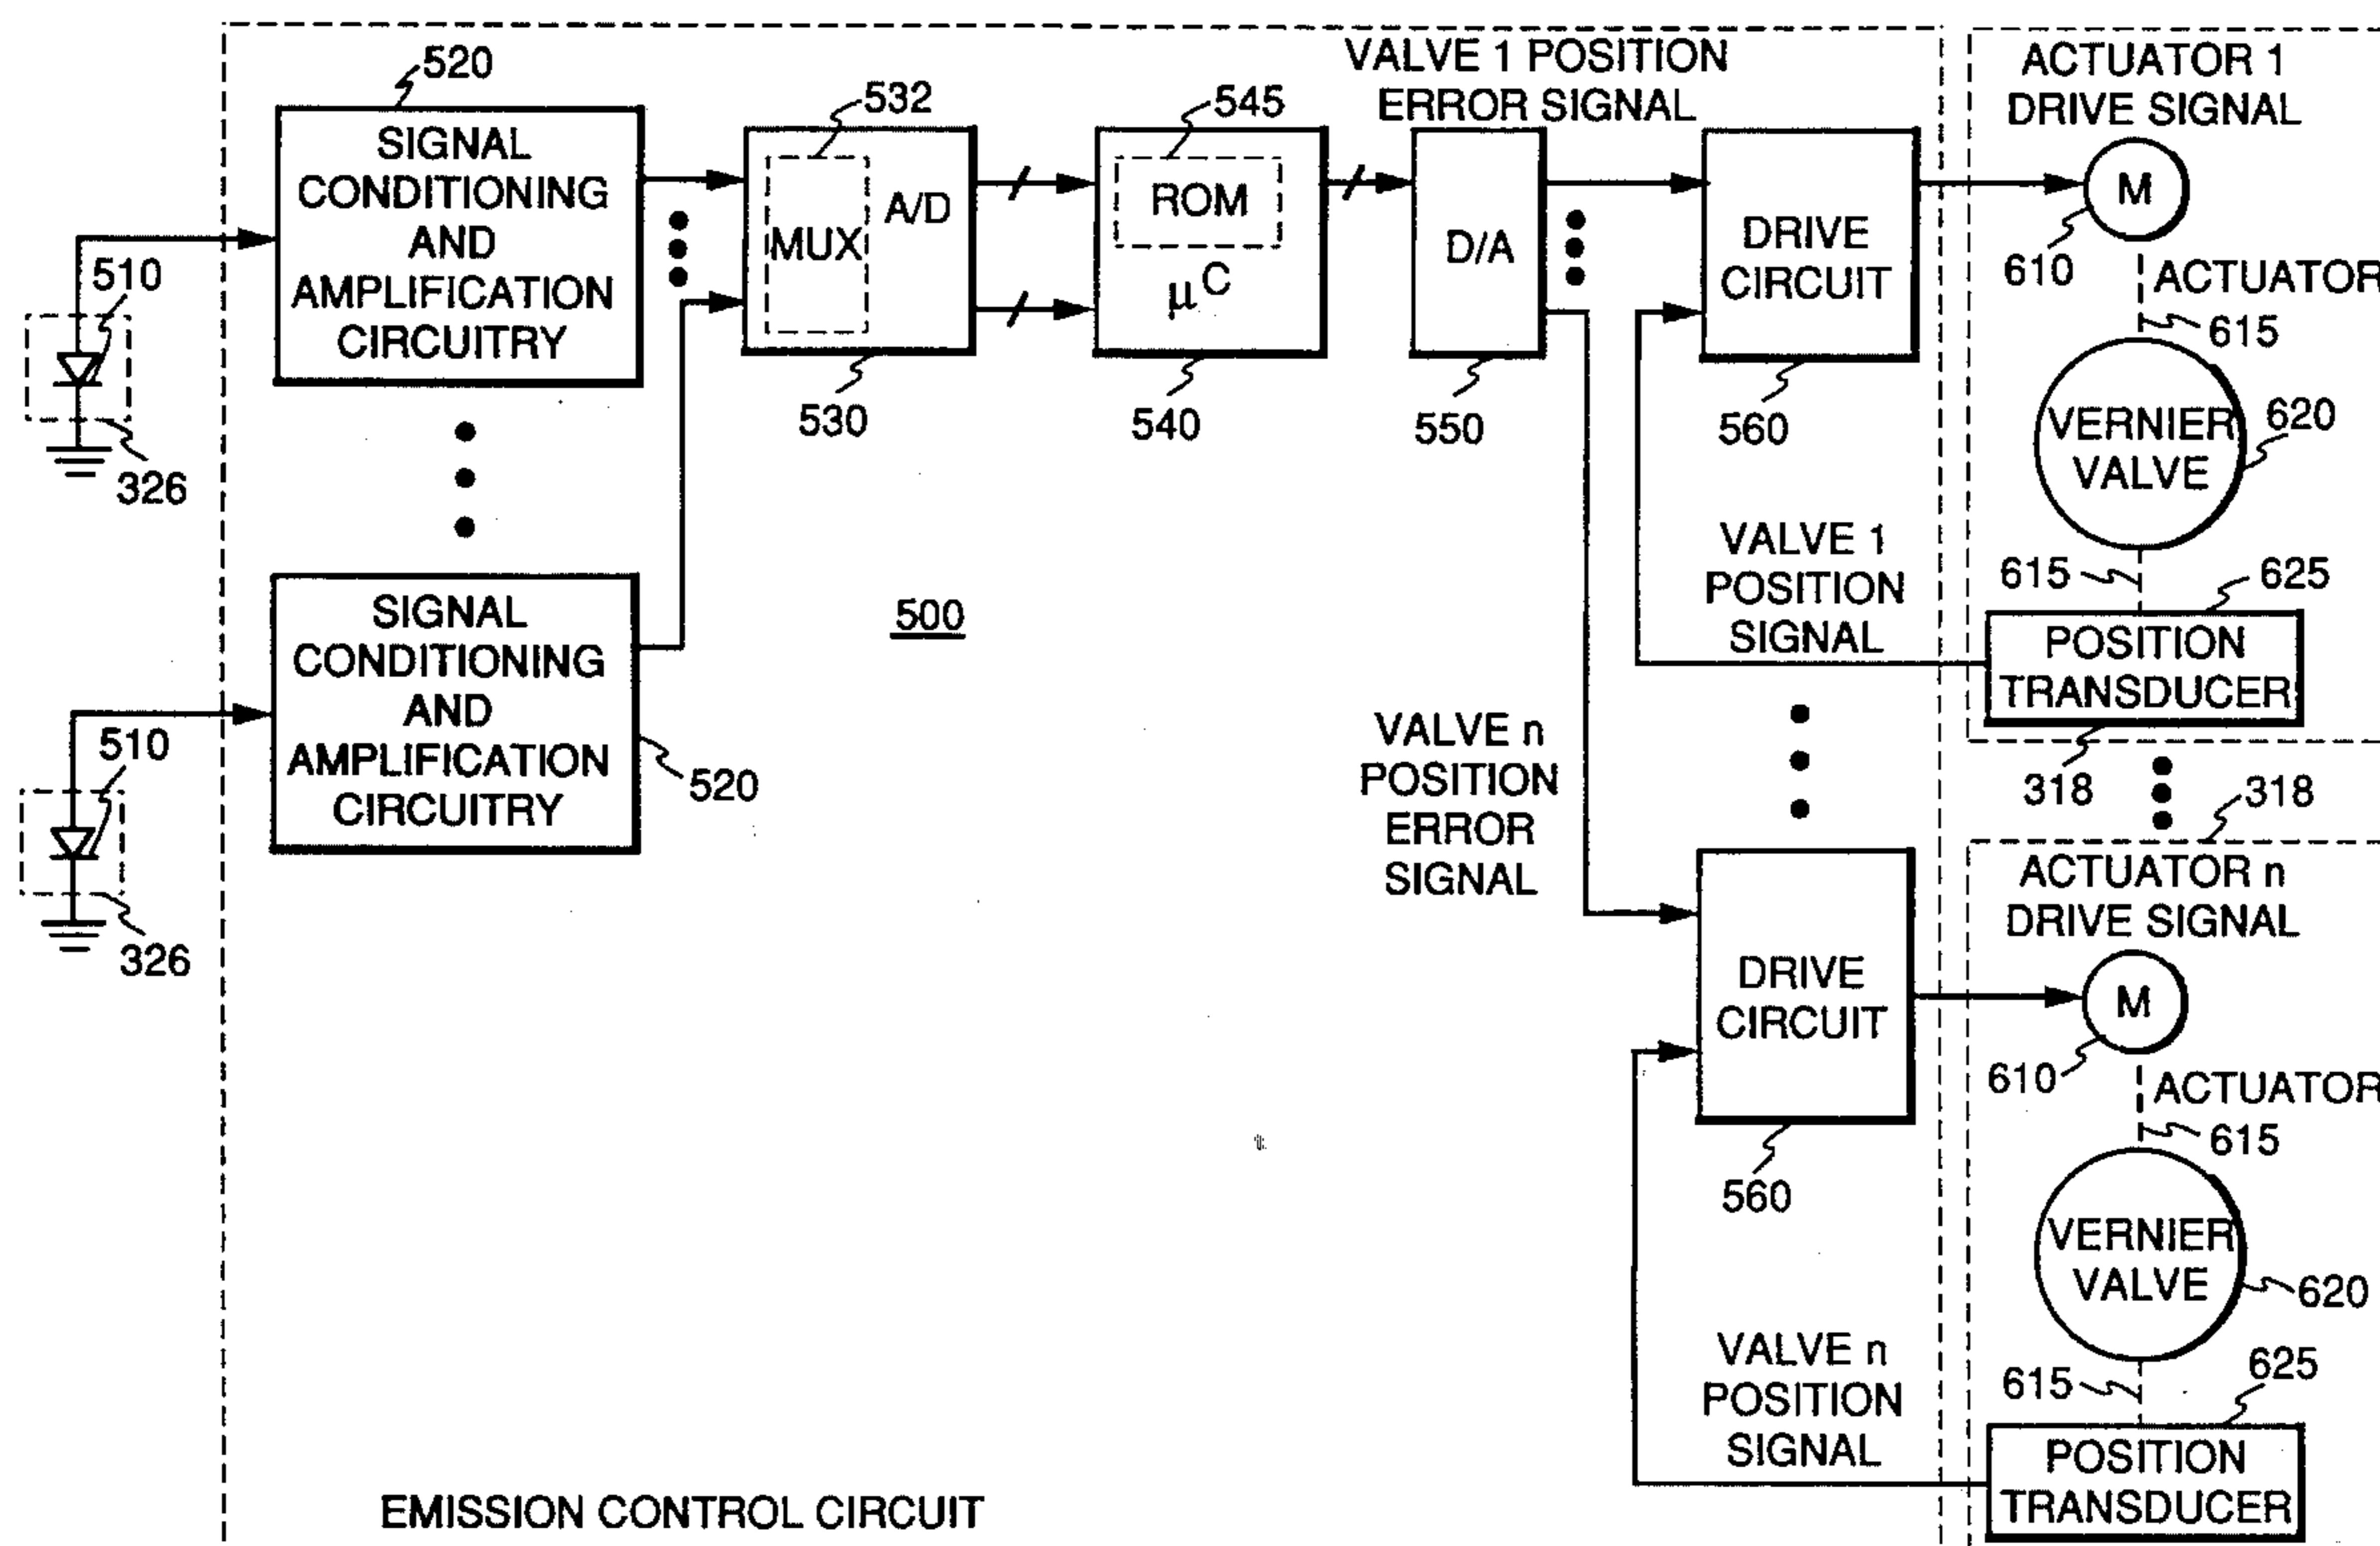 520
SIGNAL
CONDITIONING
AND
AMPLIFICATION
CIRCUITRY
510
326
532
MUX
A/D
530
545
ROM
μC
540
VALVE 1 POSITION
ERROR SIGNAL
D/A
550
DRIVE
CIRCUIT
560
ACTUATOR 1
DRIVE SIGNAL
M
610
ACTUATOR
615
VERNIER
VALVE
620
615
625
POSITION
TRANSDUCER
318
VALVE 1
POSITION
SIGNAL
500
SIGNAL
CONDITIONING
AND
AMPLIFICATION
CIRCUITRY
520
510
326
VALVE n
POSITION
ERROR
SIGNAL
DRIVE
CIRCUIT
560
318
ACTUATOR n
DRIVE SIGNAL
M
610
ACTUATOR
615
VERNIER
VALVE
620
615
625
POSITION
TRANSDUCER
VALVE n
POSITION
SIGNAL
EMISSION CONTROL CIRCUIT